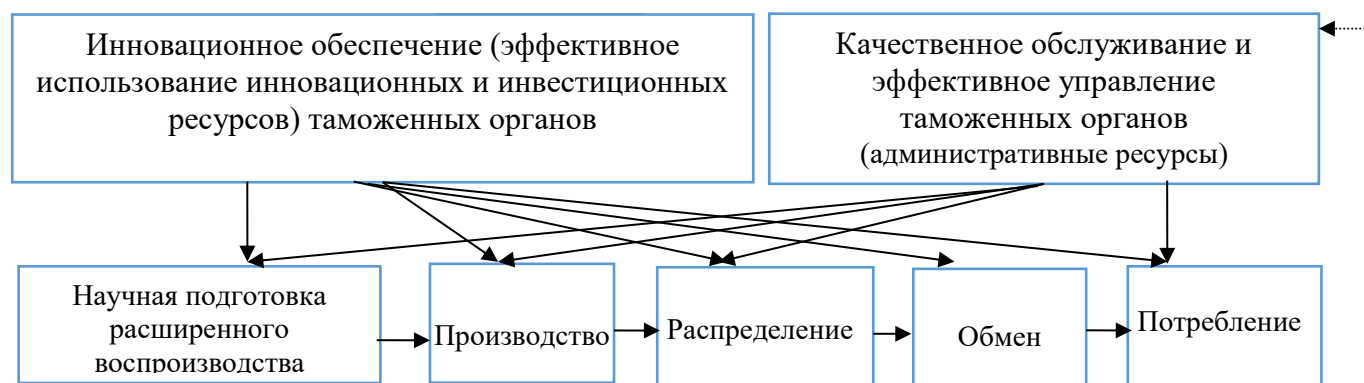 Инновационное обеспечение (эффективное
использование инновационных и инвестиционных
ресурсов) таможенных органов
Качественное обслуживание и
эффективное управление
таможенных органов
(административные ресурсы)
Научная подготовка
расширенного
воспроизводства
Производство
Распределение
Обмен
Потребление